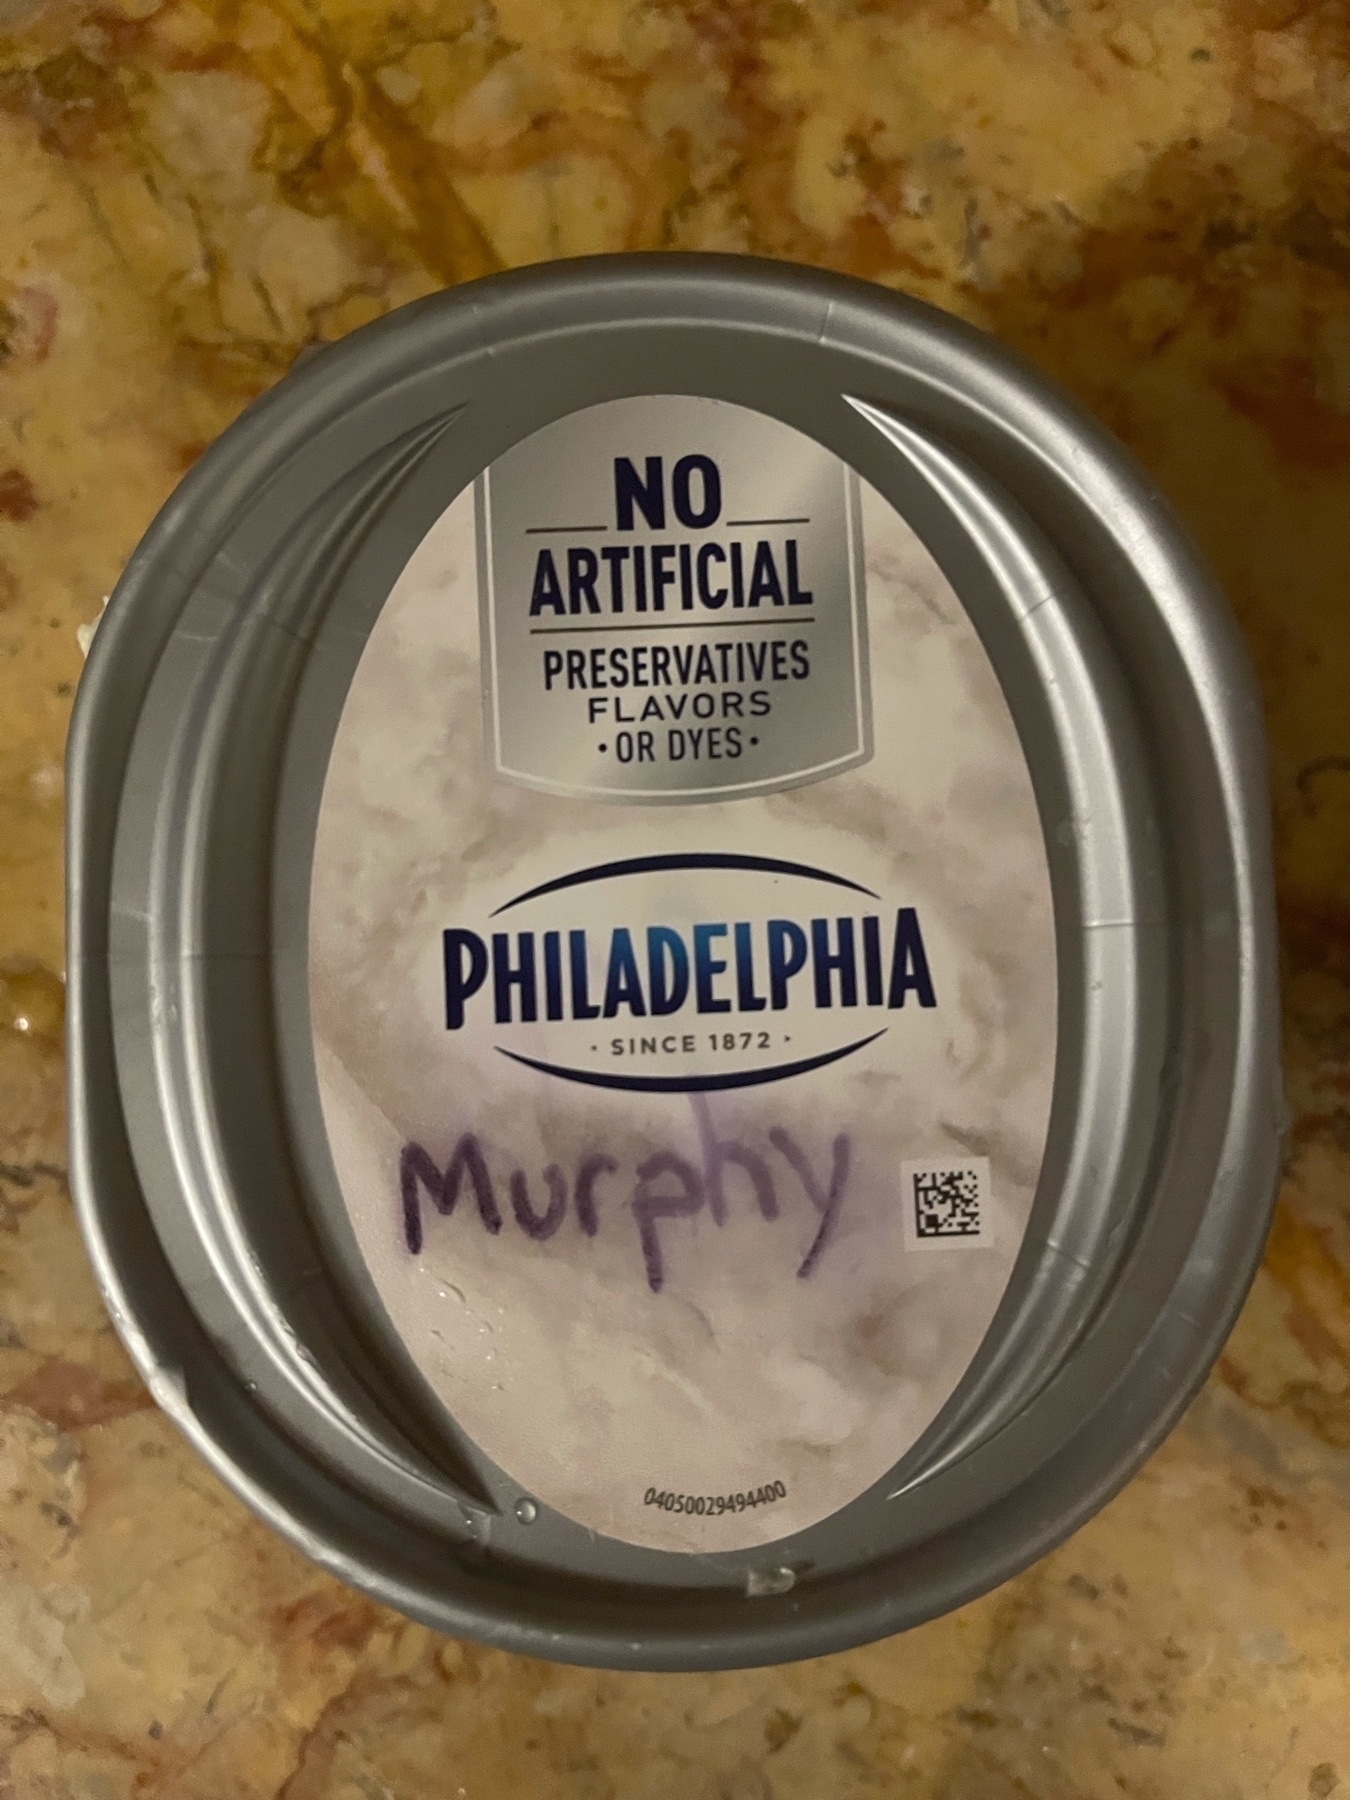 NO
ARTIFICIAL
PRESERVATIVES
FLAVORS
•OR DYES•
PHILADELPHIA
· SINCE 1872 ·
Murphy
04050029494400